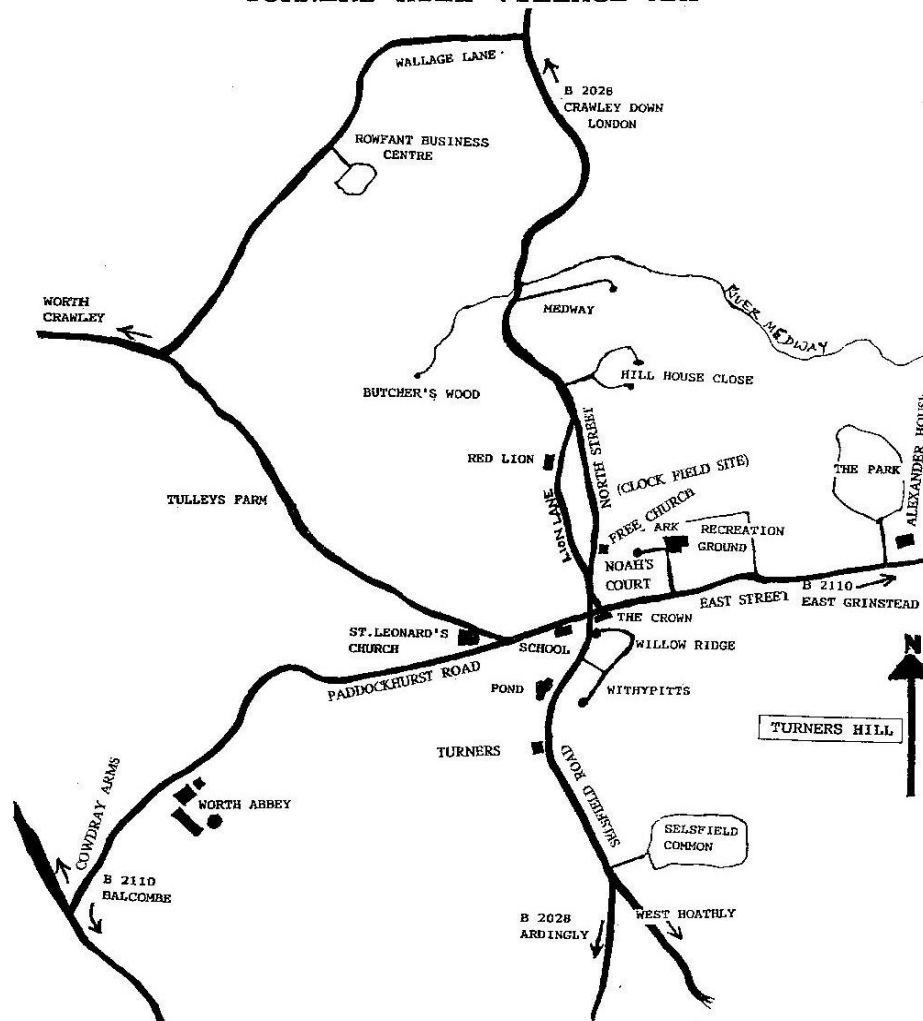 WALLAGE LANE
B 2028
CRAWLEY DOWN
LONDON
ROWFANT BUSINESS
CENTRE
WORTH
CRAWLEY
MEDWAY
RIVER MEDWAY
BUTCHER'S WOOD
HILL HOUSE CLOSE
NORTH STREET
RED LION
LION LANE
(CLOCK FIELD SITE)
THE PARK
ALEXANDER HOUSE
TULLEYS FARM
FREE CHURCH
ARK
RECREATION
GROUND
NOAH'S
COURT
EAST STREET
B 2110
EAST GRINSTEAD
THE CROWN
ST.LEONARD'S
CHURCH
SCHOOL
WILLOW RIDGE
PADDOCKHURST ROAD
POND
WITHYPITTS
N
TURNERS HILL
TURNERS
SELSFIELD ROAD
COWDRAY ARMS
WORTH ABBEY
SELSFIELD
COMMON
B 2110
BALCOMBE
B 2028
ARDINGLY
WEST HOATHLY